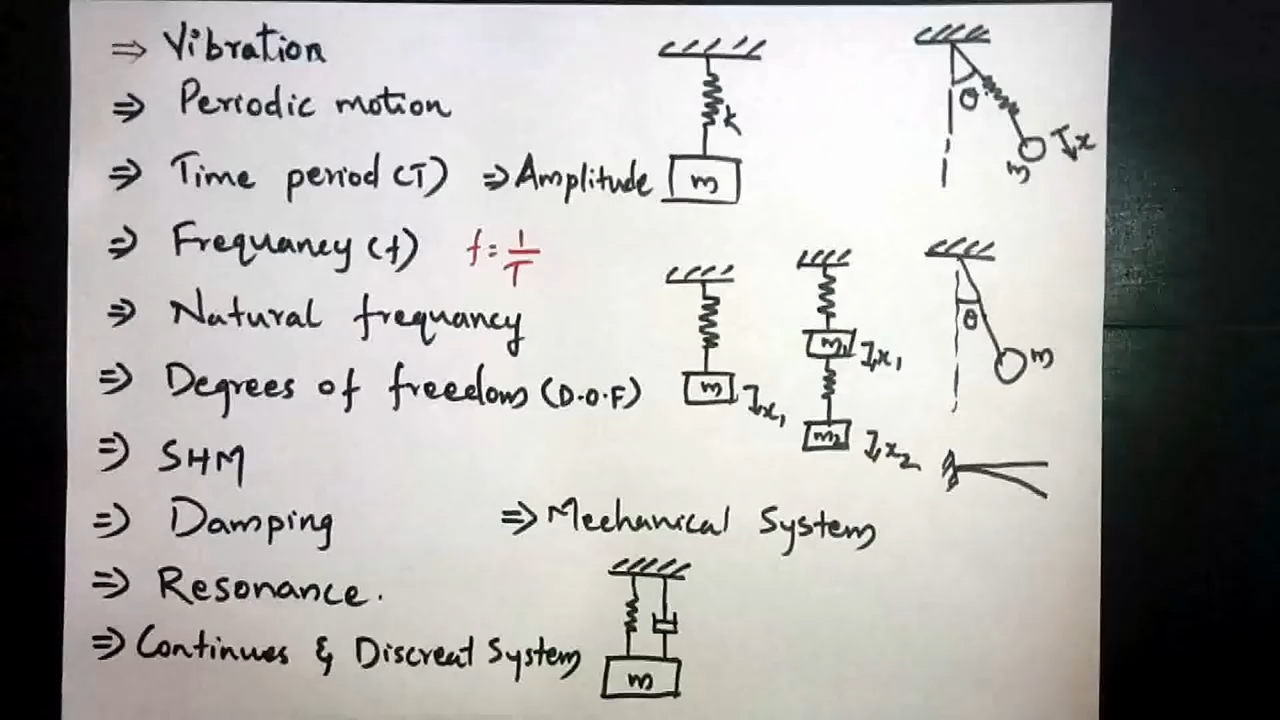 ⇒ Vibration
⇒ Periodic motion
⇒ Time period (T) ⇒ Amplitude
⇒ Frequancy (f) f = 1/T
⇒ Natural frequancy
⇒ Degrees of freedom (D.O.F)
⇒ SHM
⇒ Damping ⇒ Mechanical System
⇒ Resonance.
⇒ Continues & Discreat System
k
m
θ
m
x
m
x1
m1
x1
m2
x2
θ
m
m